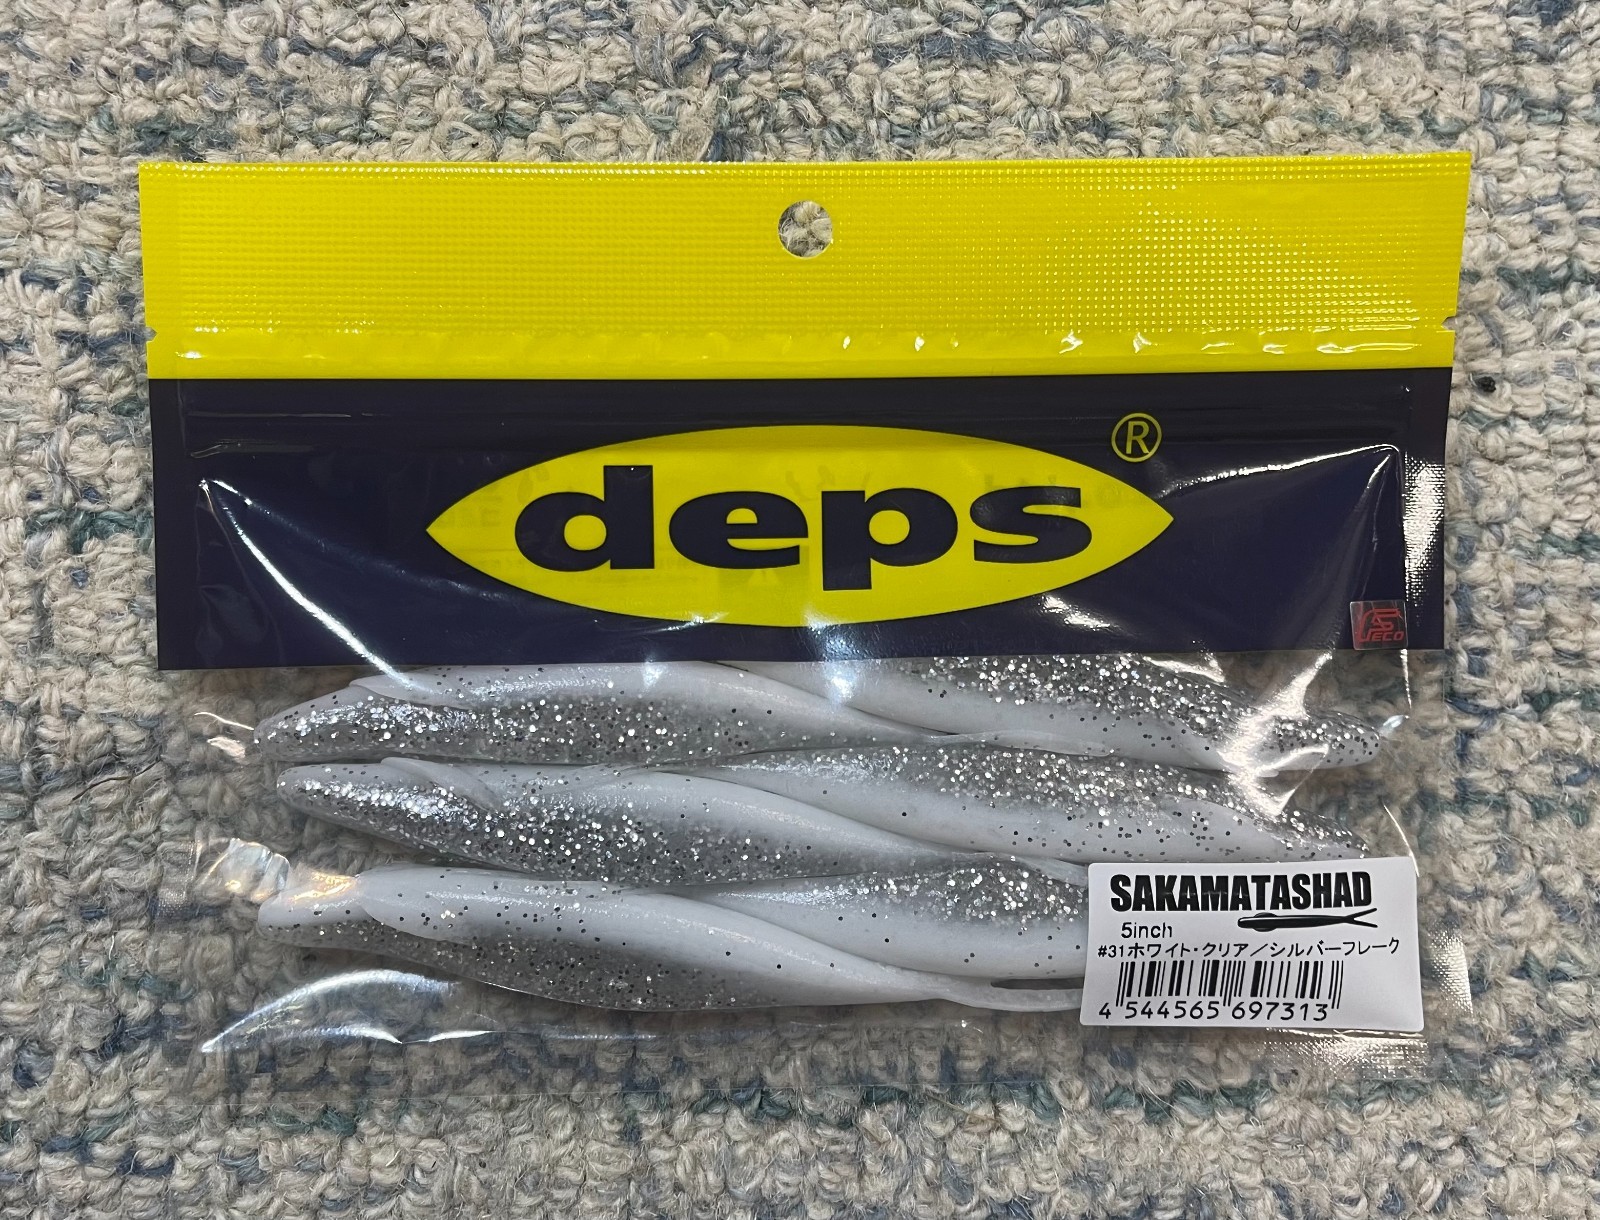 deps®
ECO
SAKAMATASHAD
5inch
#31ホワイト・クリア／シルバーフレーク
4 544565 697313